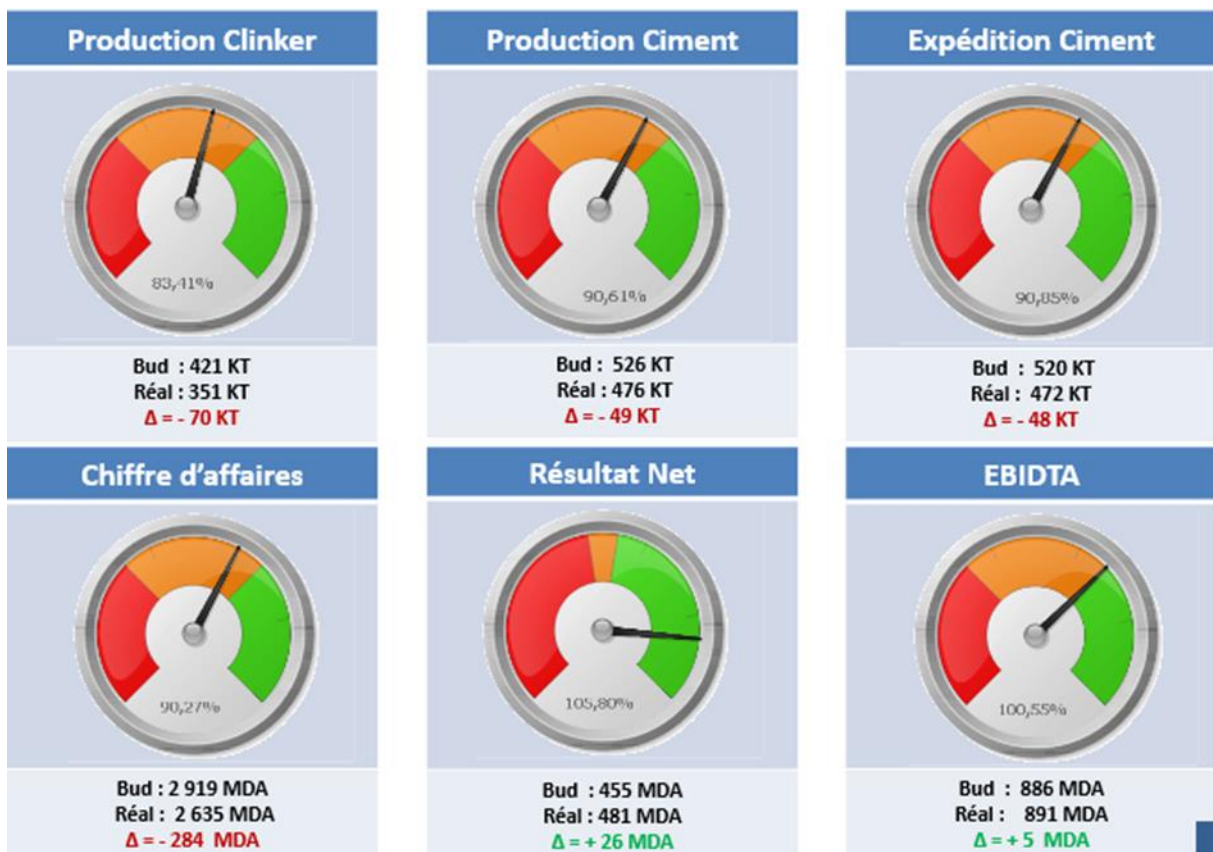 Production Clinker
83,41%
Bud : 421 KT
Réal : 351 KT
Δ = - 70 KT
Production Ciment
90,61%
Bud : 526 KT
Réal : 476 KT
Δ = - 49 KT
Expédition Ciment
90,85%
Bud : 520 KT
Réal : 472 KT
Δ = - 48 KT
Chiffre d’affaires
90,27%
Bud : 2 919 MDA
Réal : 2 635 MDA
Δ = - 284 MDA
Résultat Net
105,80%
Bud : 455 MDA
Réal : 481 MDA
Δ = + 26 MDA
EBIDTA
100,55%
Bud : 886 MDA
Réal : 891 MDA
Δ = + 5 MDA